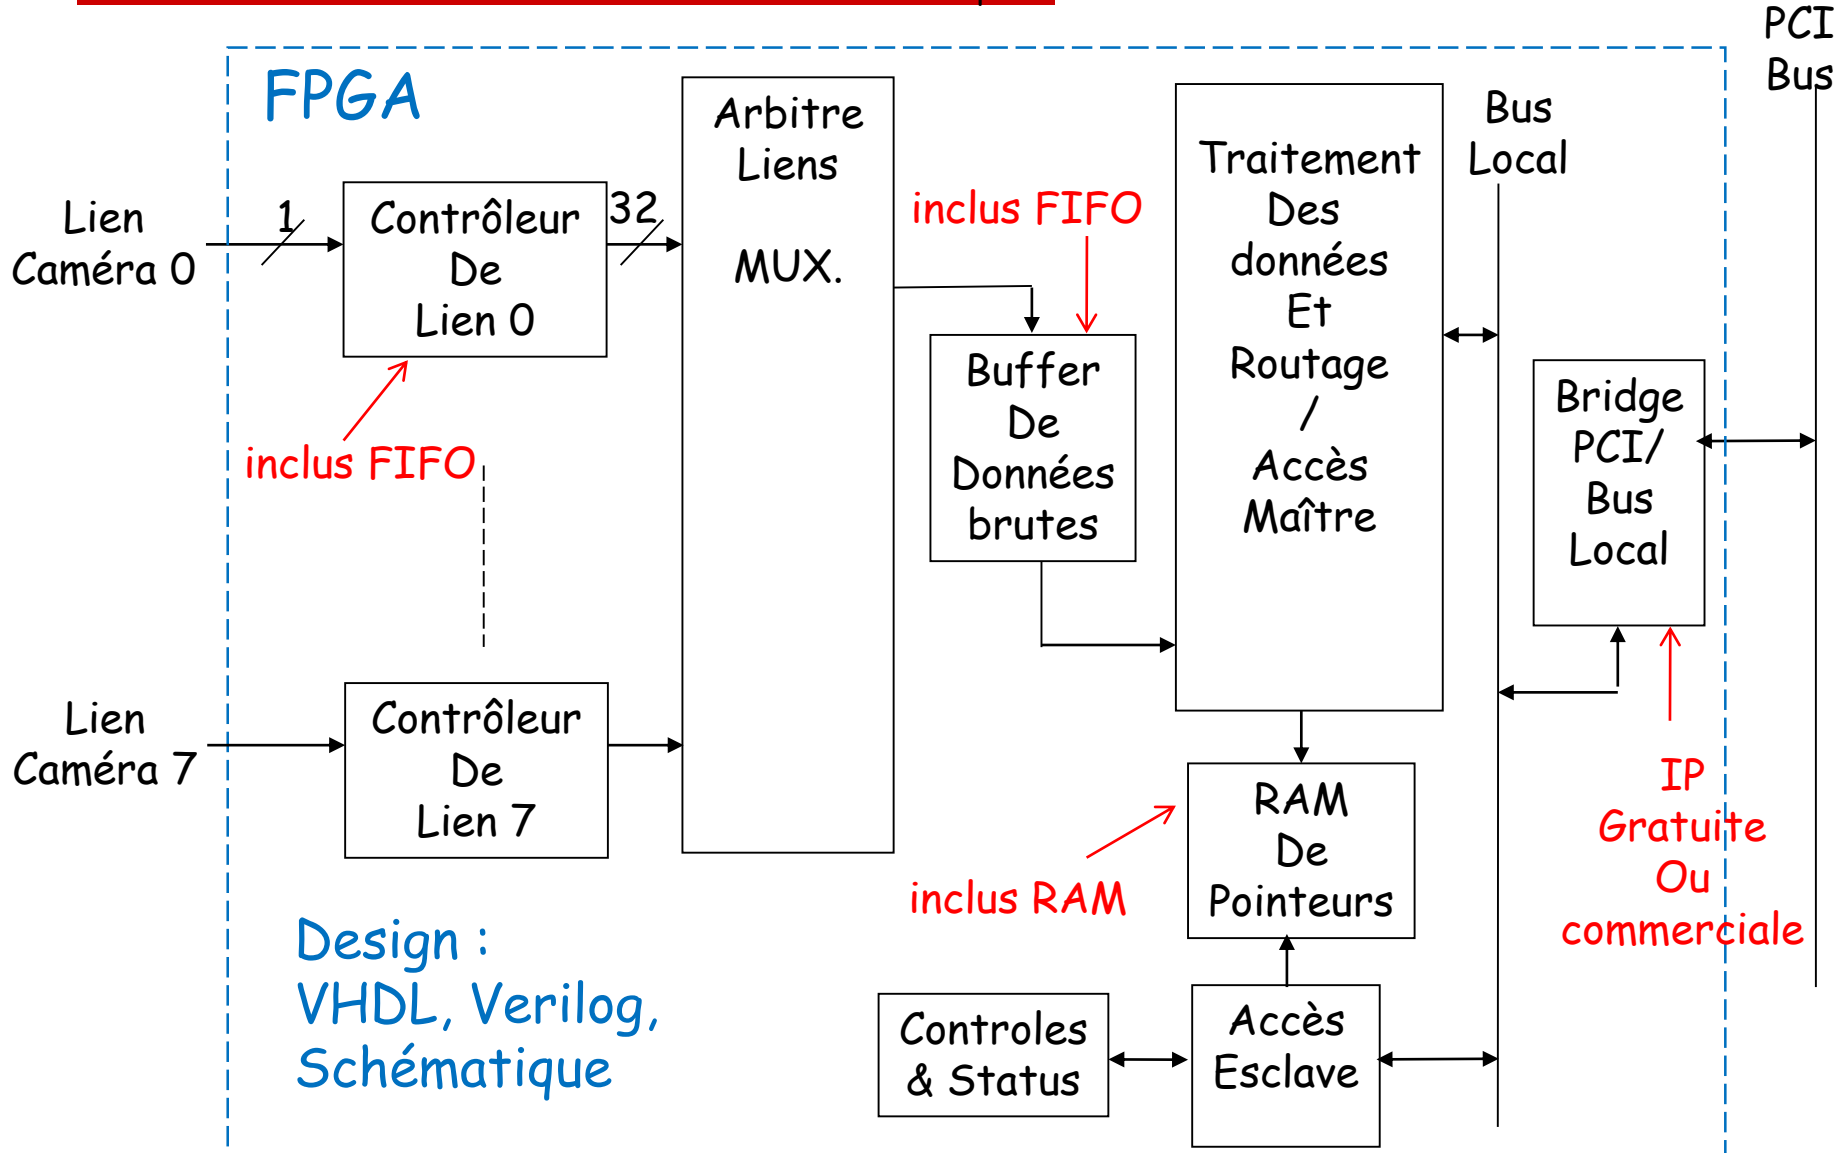 PCI
Bus
FPGA
Lien
Caméra 0
1
Contrôleur
De
Lien 0
32
inclus FIFO
Arbitre
Liens
MUX.
inclus FIFO
Buffer
De
Données
brutes
Traitement
Des
données
Et
Routage
/
Accès
Maître
Bus
Local
Bridge
PCI/
Bus
Local
Lien
Caméra 7
Contrôleur
De
Lien 7
inclus RAM
RAM
De
Pointeurs
IP
Gratuite
Ou
commerciale
Design :
VHDL, Verilog,
Schématique
Controles
& Status
Accès
Esclave